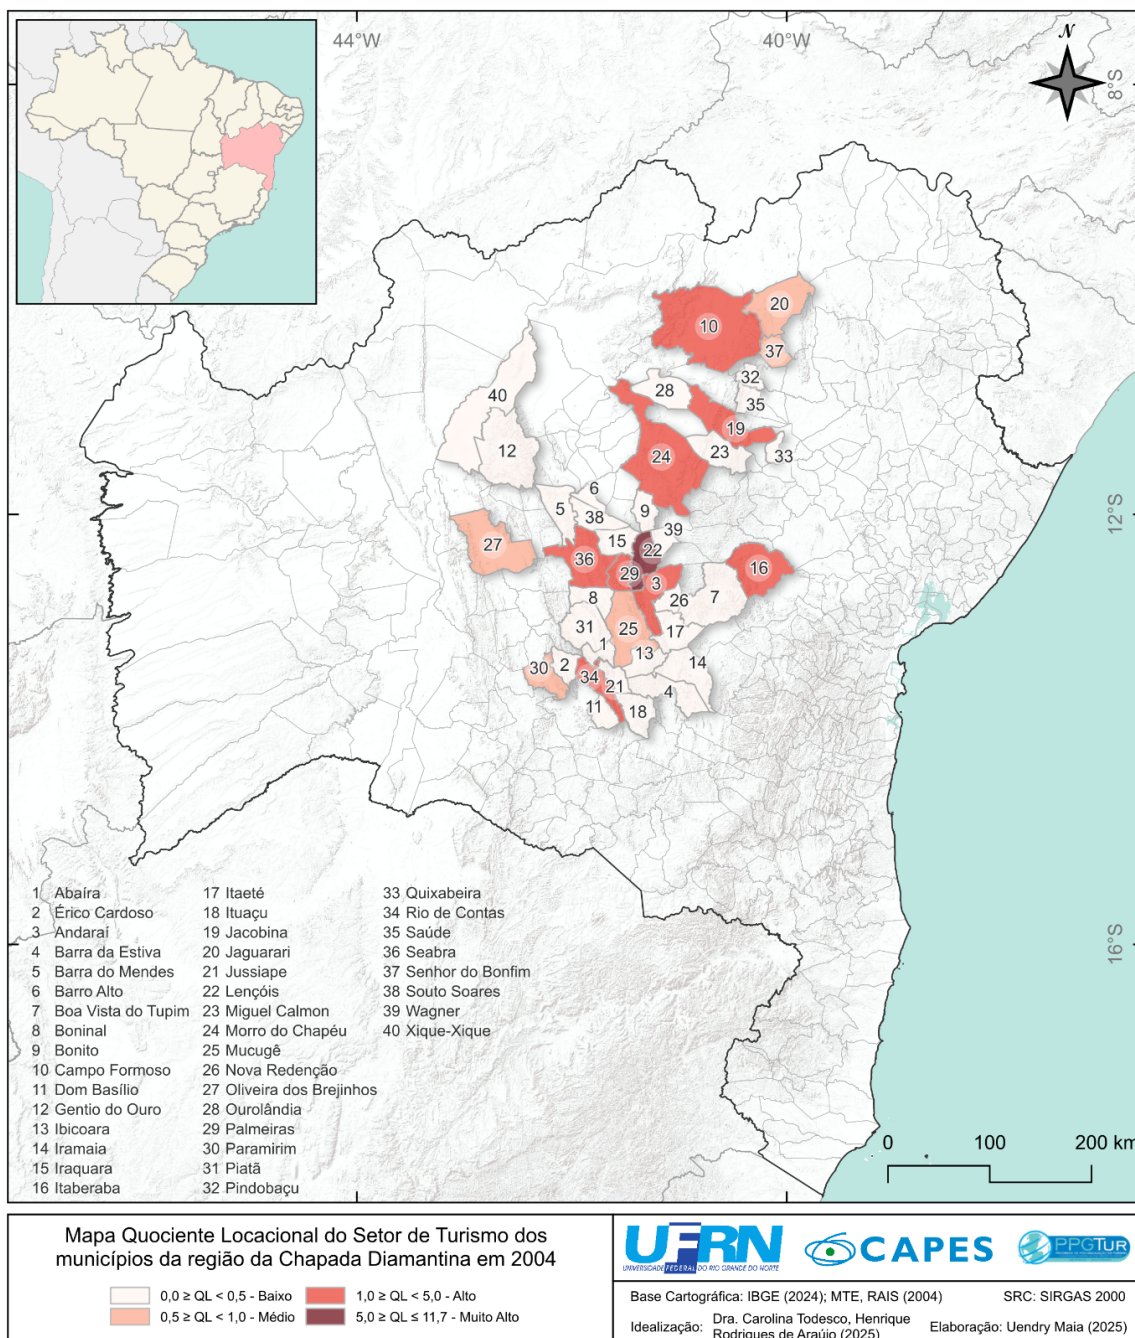 44°W
40°W
N
8°S
20
10
37
32
28
35
40
19
12
24
23
33
6
5
38
9
39
27
15
22
36
29
3
16
8
26
7
31
25
17
1
13
30
2
14
34
21
4
11
18
12°S
16°S
1 Abaíra
2 Érico Cardoso
3 Andaraí
4 Barra da Estiva
5 Barra do Mendes
6 Barro Alto
7 Boa Vista do Tupim
8 Boninal
9 Bonito
10 Campo Formoso
11 Dom Basílio
12 Gentio do Ouro
13 Ibicoara
14 Iramaia
15 Iraquara
16 Itaberaba
17 Itaeté
18 Ituaçu
19 Jacobina
20 Jaguarari
21 Jussiape
22 Lençóis
23 Miguel Calmon
24 Morro do Chapéu
25 Mucugê
26 Nova Redenção
27 Oliveira dos Brejinhos
28 Ourolândia
29 Palmeiras
30 Paramirim
31 Piatã
32 Pindobaçu
33 Quixabeira
34 Rio de Contas
35 Saúde
36 Seabra
37 Senhor do Bonfim
38 Souto Soares
39 Wagner
40 Xique-Xique
0 100 200 km
Mapa Quociente Locacional do Setor de Turismo dos
municípios da região da Chapada Diamantina em 2004
0,0 ≥ QL < 0,5 - Baixo
0,5 ≥ QL < 1,0 - Médio
1,0 ≥ QL < 5,0 - Alto
5,0 ≥ QL ≤ 11,7 - Muito Alto
UFRN
UNIVERSIDADE FEDERAL DO RIO GRANDE DO NORTE
CAPES
PPGTUR
Base Cartográfica: IBGE (2024); MTE, RAIS (2004)
SRC: SIRGAS 2000
Idealização: Dra. Carolina Todesco, Henrique
Rodrigues de Araújo (2025)
Elaboração: Uendry Maia (2025)